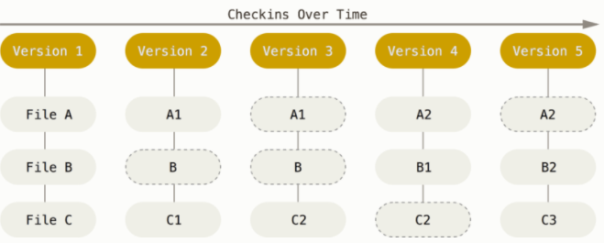 Checkins Over Time
Version 1 Version 2 Version 3 Version 4 Version 5
File A A1 A1 A2 A2
File B B B B1 B2
File C C1 C2 C2 C3